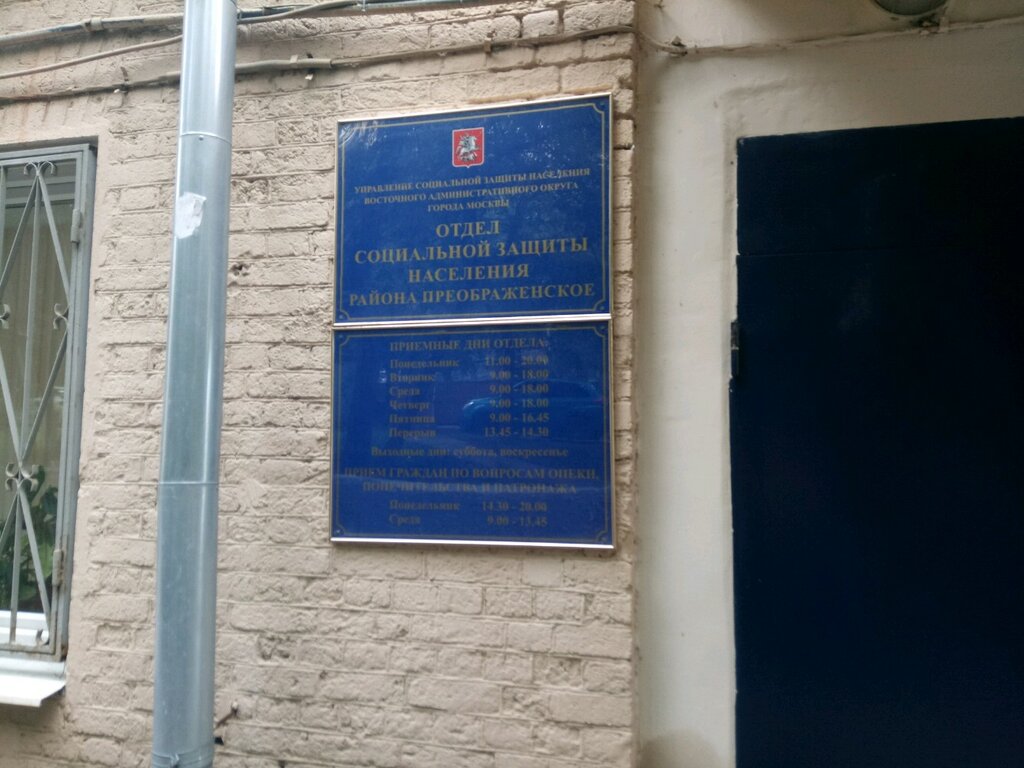 УПРАВЛЕНИЕ СОЦИАЛЬНОЙ ЗАЩИТЫ НАСЕЛЕНИЯ
ВОСТОЧНОГО АДМИНИСТРАТИВНОГО ОКРУГА
ГОРОДА МОСКВЫ
ОТДЕЛ
СОЦИАЛЬНОЙ ЗАЩИТЫ
НАСЕЛЕНИЯ
РАЙОНА ПРЕОБРАЖЕНСКОЕ
ПРИЕМНЫЕ ДНИ ОТДЕЛА:
Понедельник 11.00 - 20.00
Вторник 9.00 - 18.00
Среда 9.00 - 18.00
Четверг 9.00 - 18.00
Пятница 9.00 - 16.45
Перерыв 13.45 - 14.30
Выходные дни: суббота, воскресенье
ПРИЕМ ГРАЖДАН ПО ВОПРОСАМ ОПЕКИ,
ПОПЕЧИТЕЛЬСТВА И ПАТРОНАЖА
Понедельник 14.30 - 20.00
Среда 9.00 - 13.45